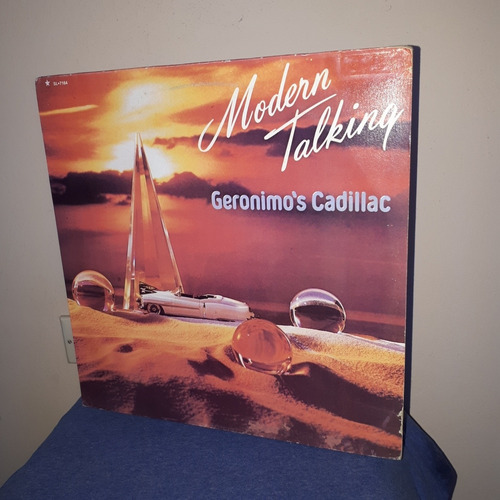 Modern
Talking
Geronimo's Cadillac